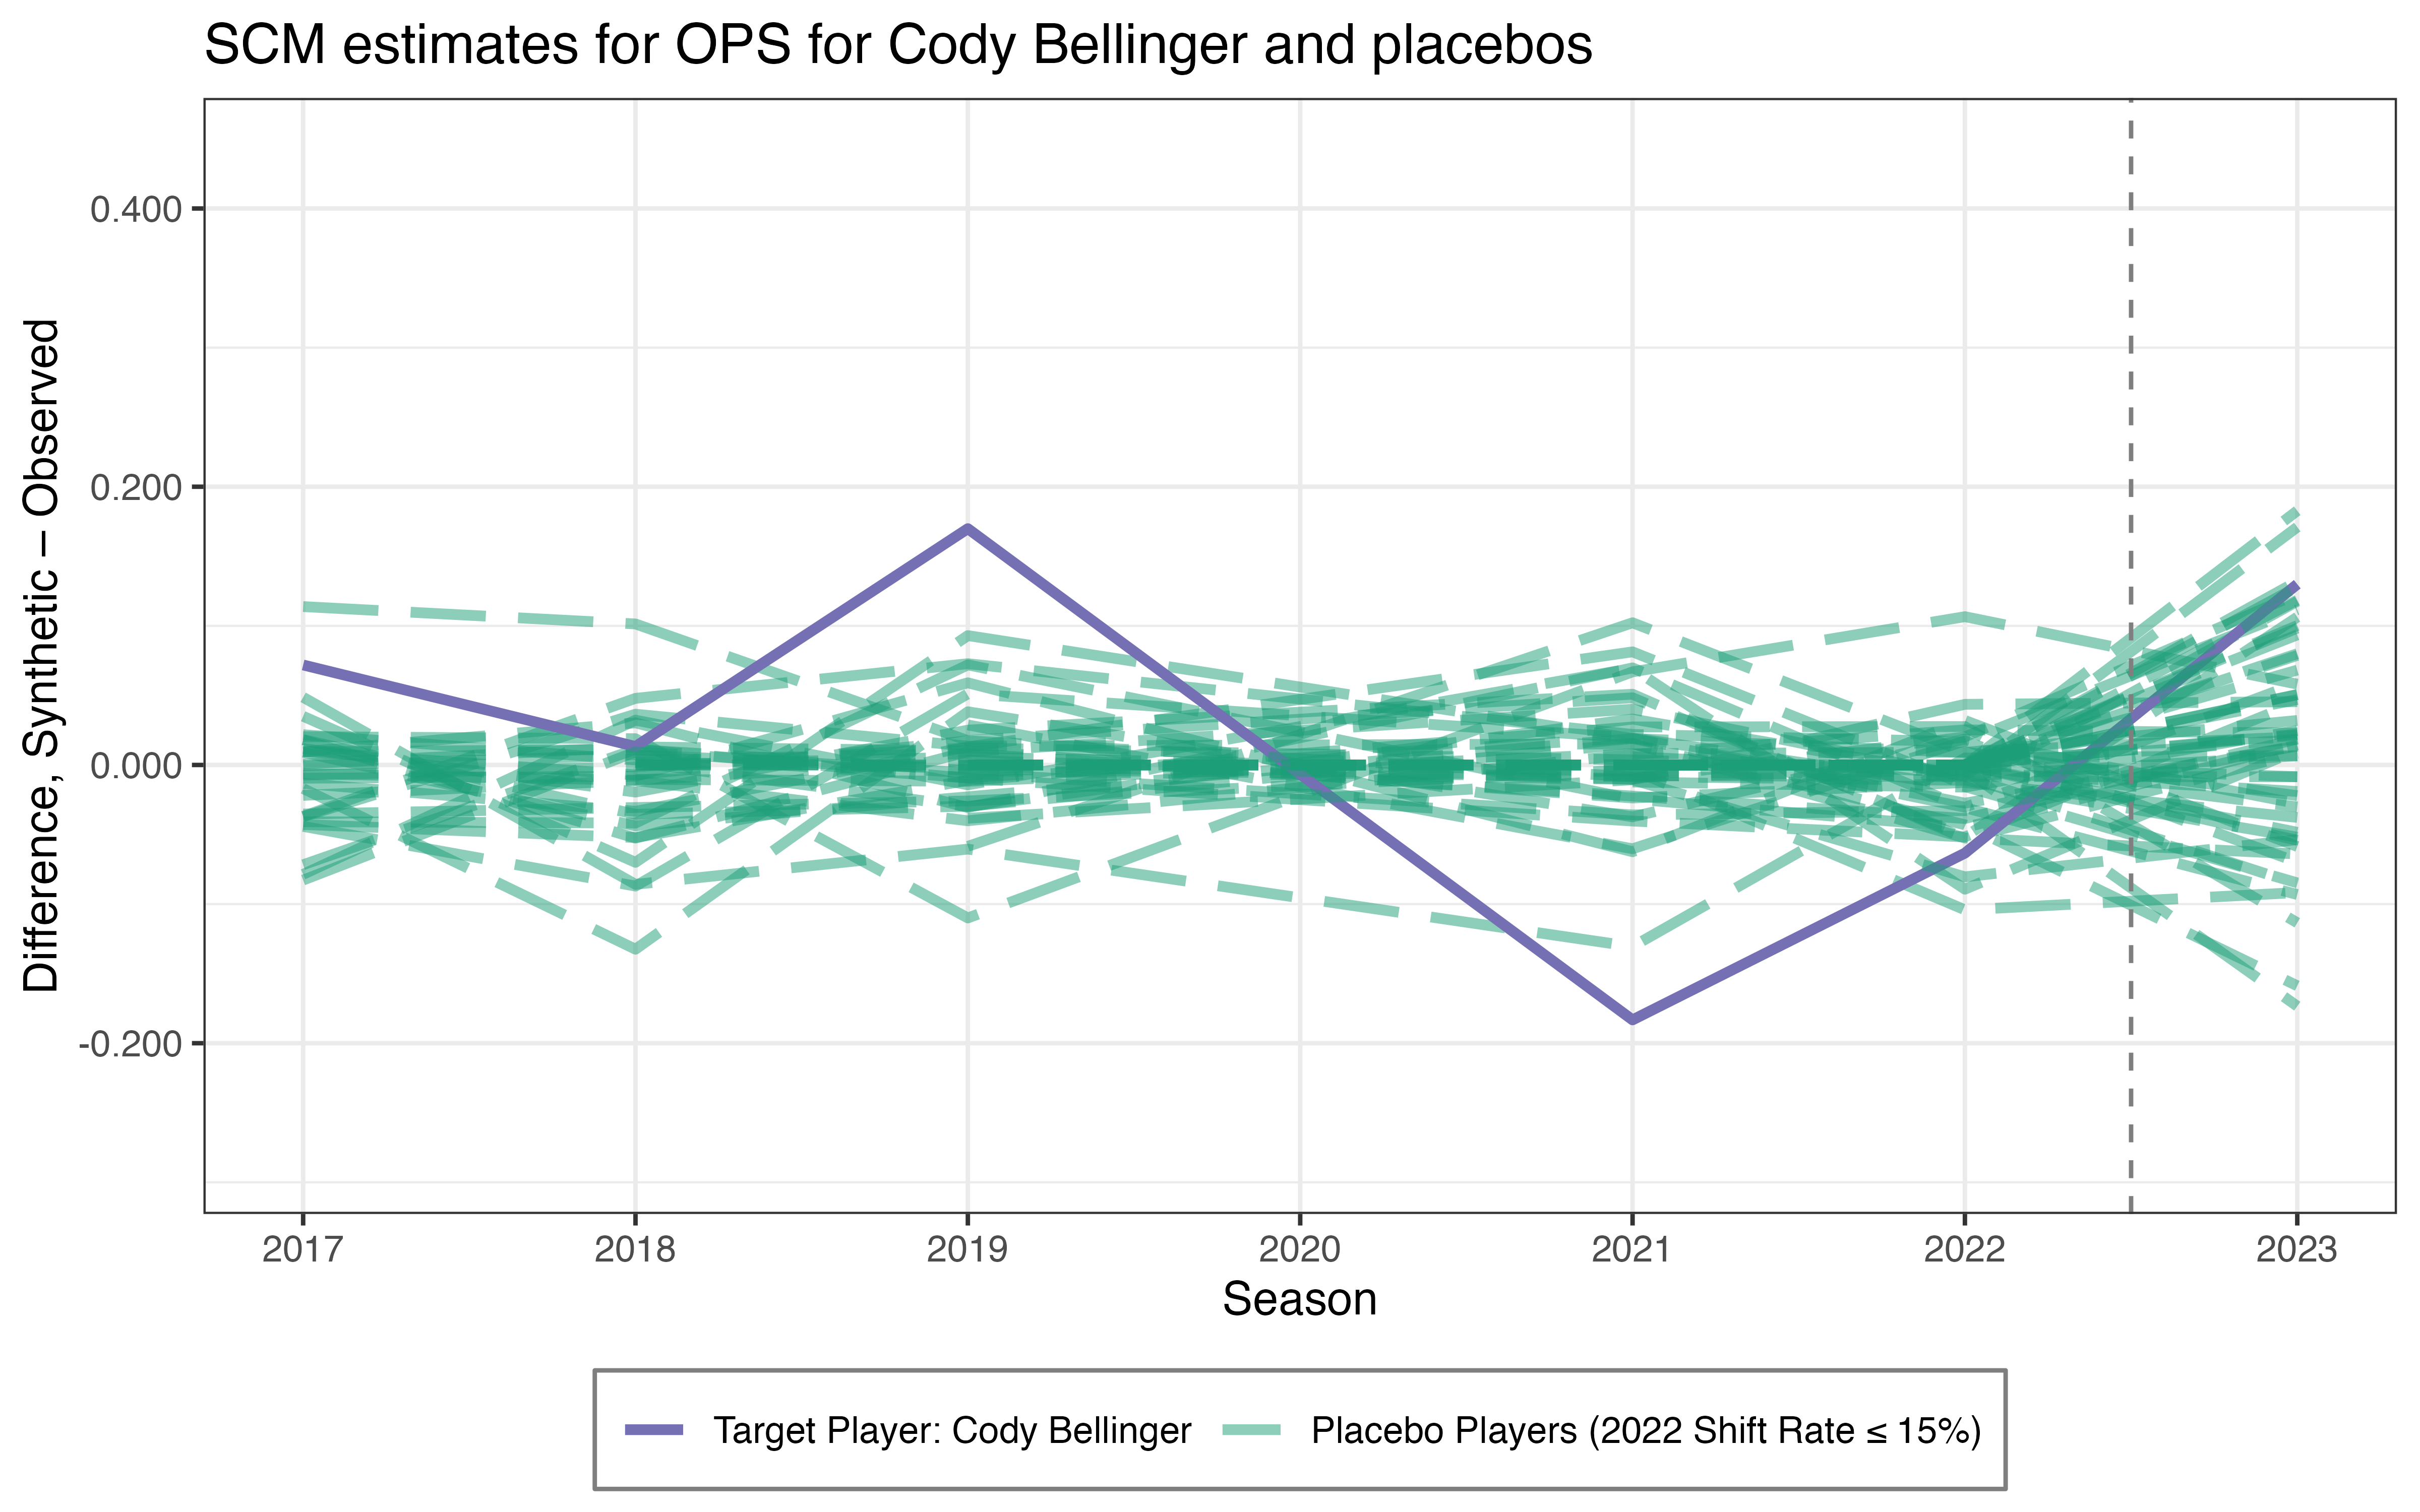 SCM estimates for OPS for Cody Bellinger and placebos
Difference, Synthetic – Observed
0.400
0.200
0.000
-0.200
2017 2018 2019 2020 2021 2022 2023
Season
Target Player: Cody Bellinger Placebo Players (2022 Shift Rate ≤ 15%)